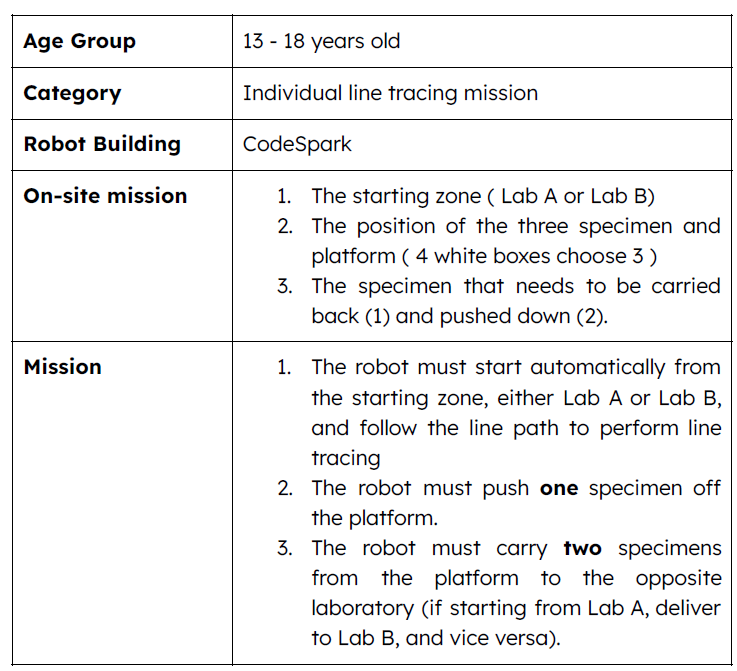 Age Group
13 - 18 years old
Category
Individual line tracing mission
Robot Building
CodeSpark
On-site mission
1. The starting zone ( Lab A or Lab B)
2. The position of the three specimen and
platform ( 4 white boxes choose 3 )
3. The specimen that needs to be carried
back (1) and pushed down (2).
Mission
1. The robot must start automatically from
the starting zone, either Lab A or Lab B,
and follow the line path to perform line
tracing
2. The robot must push one specimen off
the platform.
3. The robot must carry two specimens
from the platform to the opposite
laboratory (if starting from Lab A, deliver
to Lab B, and vice versa).